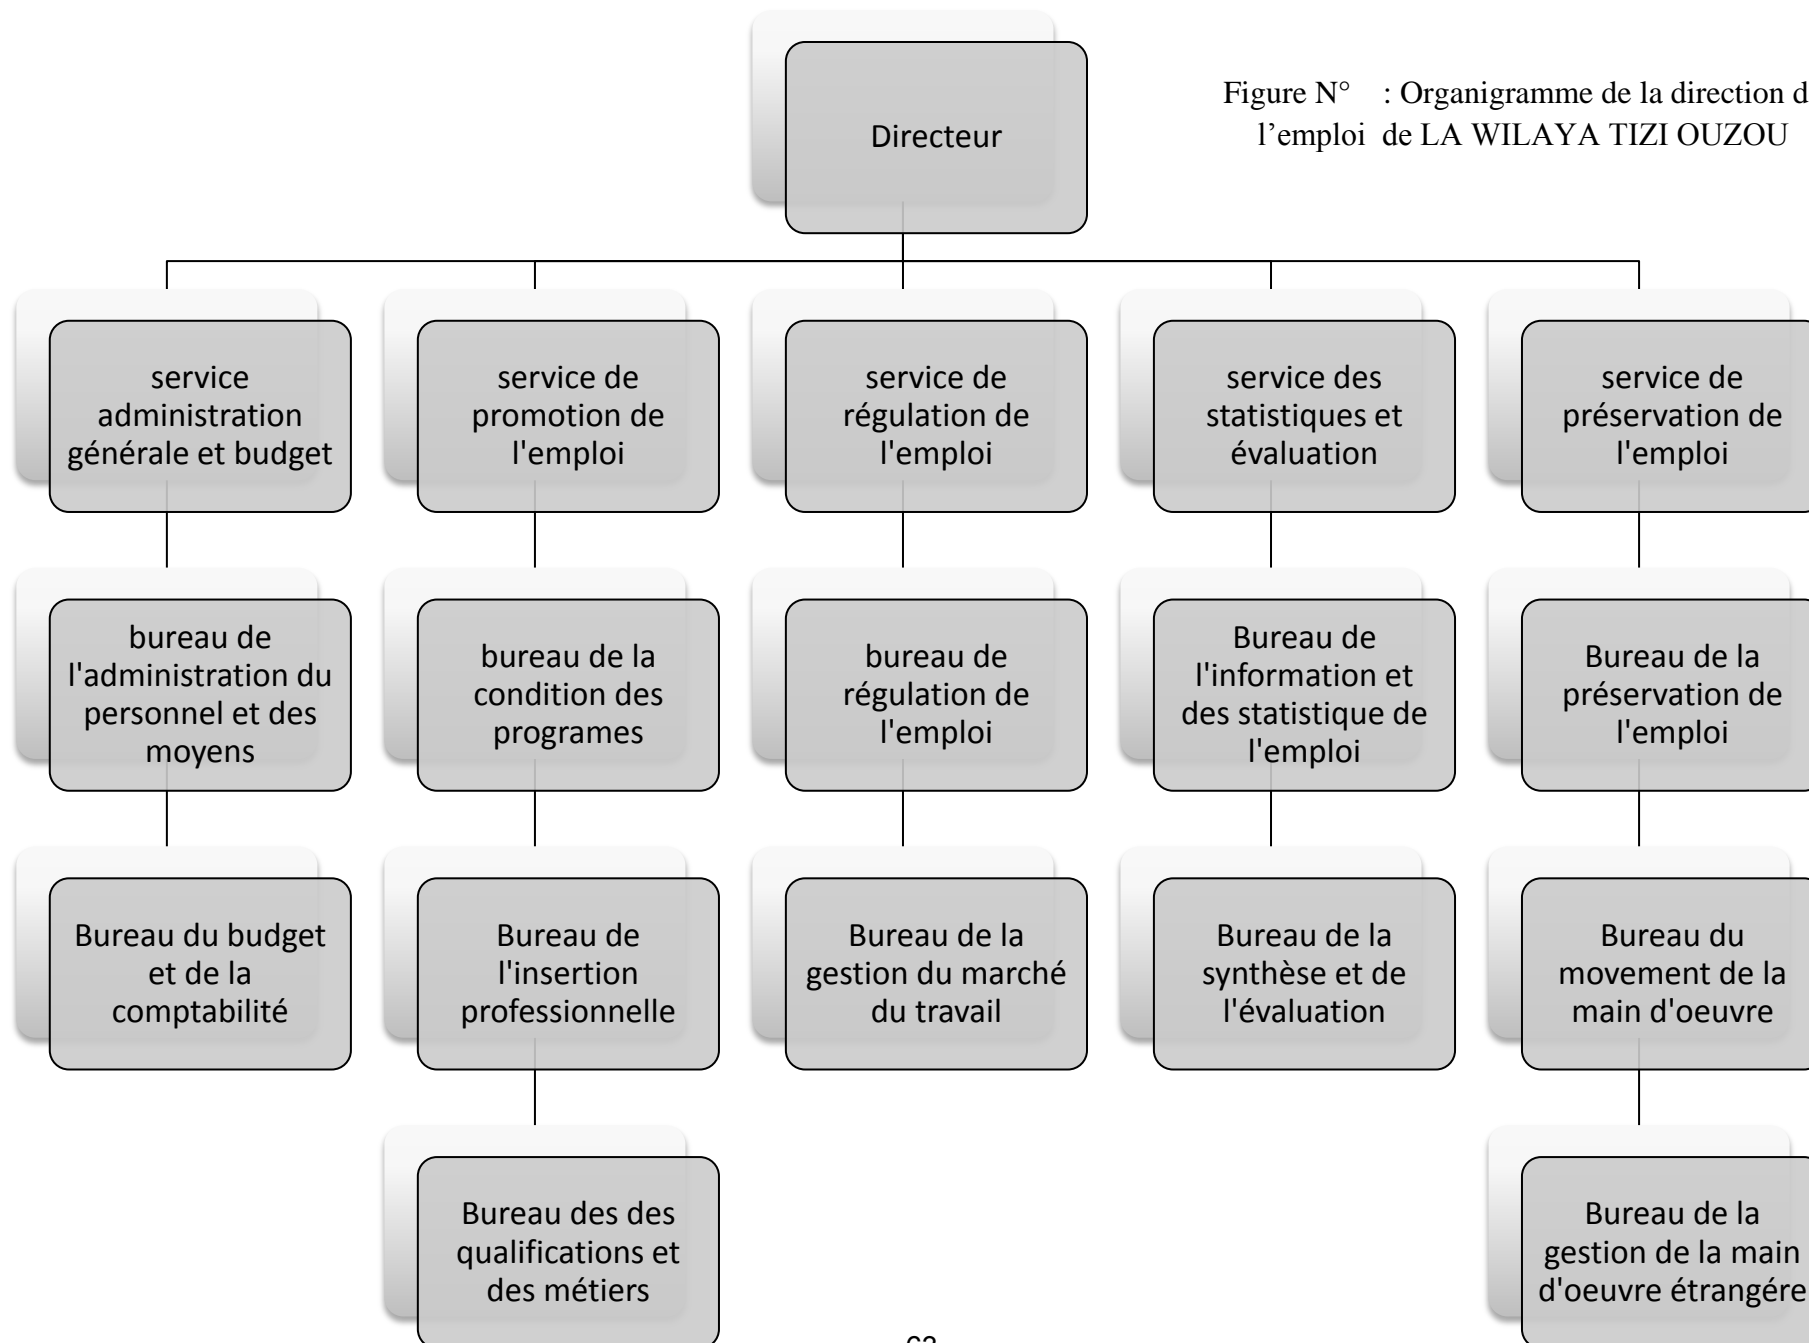 Figure N° : Organigramme de la direction d
l’emploi de LA WILAYA TIZI OUZOU
Directeur
service
administration
générale et budget
service de
promotion de
l'emploi
service de
régulation de
l'emploi
service des
statistiques et
évaluation
service de
préservation de
l'emploi
bureau de
l'administration du
personnel et des
moyens
bureau de la
condition des
programes
bureau de
régulation de
l'emploi
Bureau de
l'information et
des statistique de
l'emploi
Bureau de la
préservation de
l'emploi
Bureau du budget
et de la
comptabilité
Bureau de
l'insertion
professionnelle
Bureau de la
gestion du marché
du travail
Bureau de la
synthèse et de
l'évaluation
Bureau du
movement de la
main d'oeuvre
Bureau des des
qualifications et
des métiers
Bureau de la
gestion de la main
d'oeuvre étrangére